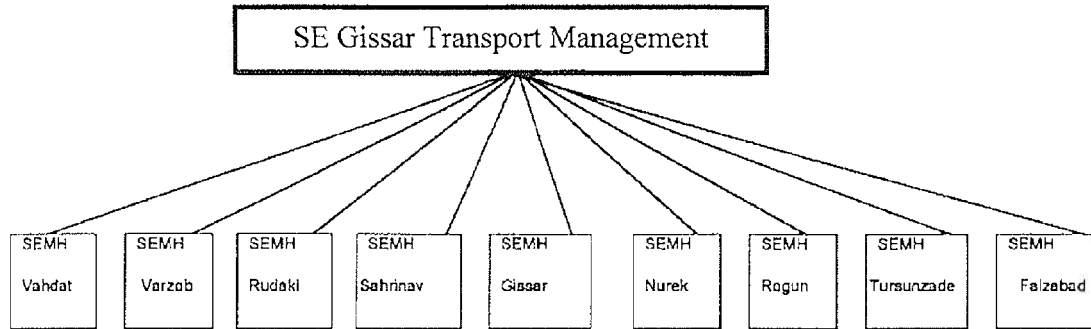 SE Gissar Transport Management
SEMH
Vahdat
SEMH
Varzob
SEMH
Rudaki
SEMH
Sahrinav
SEMH
Gissar
SEMH
Nurek
SEMH
Rogun
SEMH
Tursunzade
SEMH
Faizabad